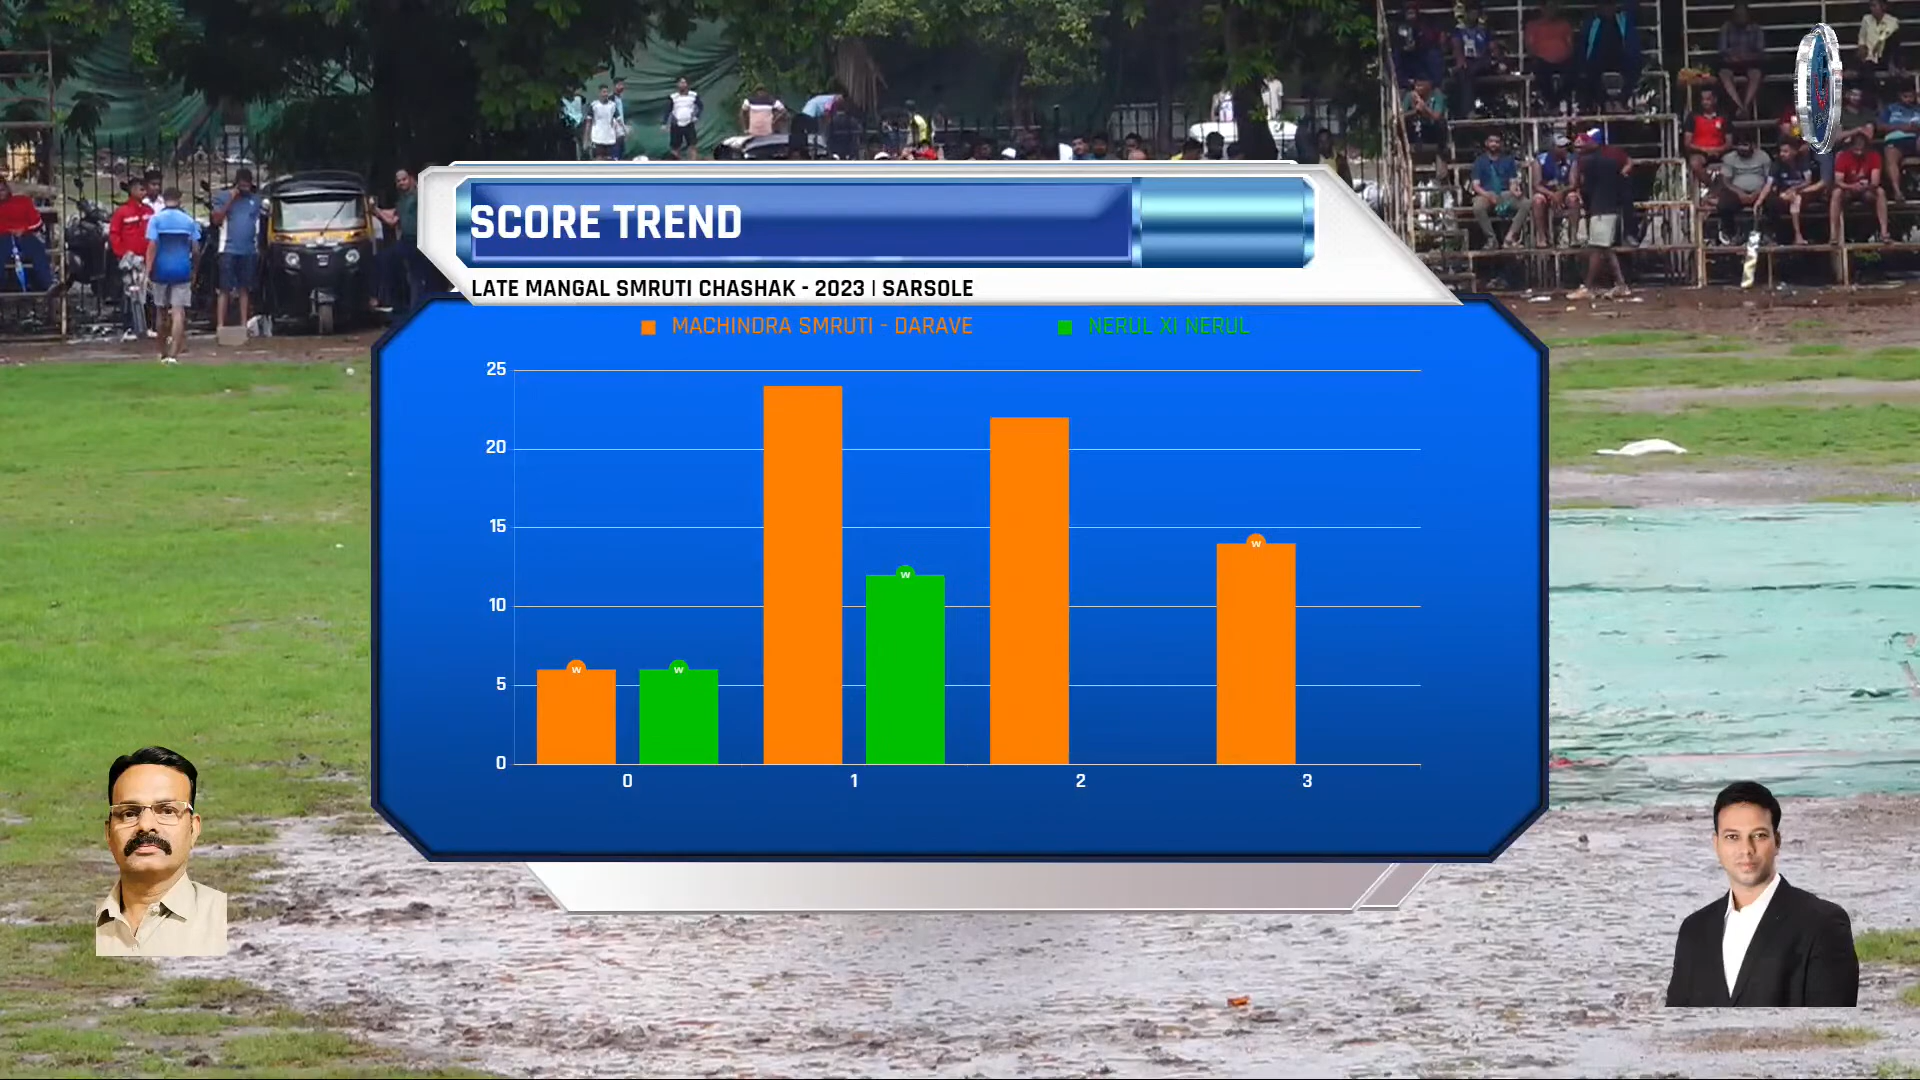 SCORE TREND
LATE MANGAL SMRUTI CHASHAK - 2023 | SARSOLE
MACHINDRA SMRUTI - DARAVE NERUL XI NERUL
25
20
15
10
5
0
W W W W
0 1 2 3